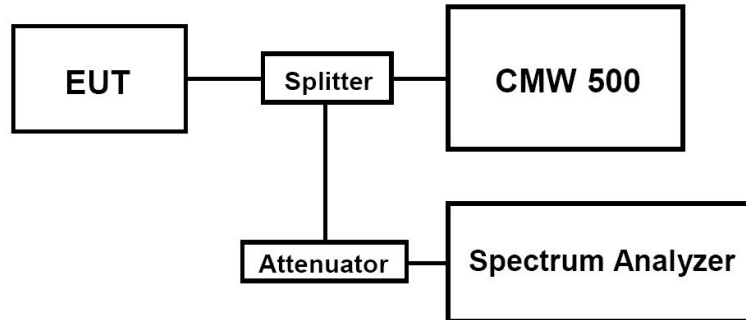 EUT
Splitter
CMW 500
Attenuator
Spectrum Analyzer